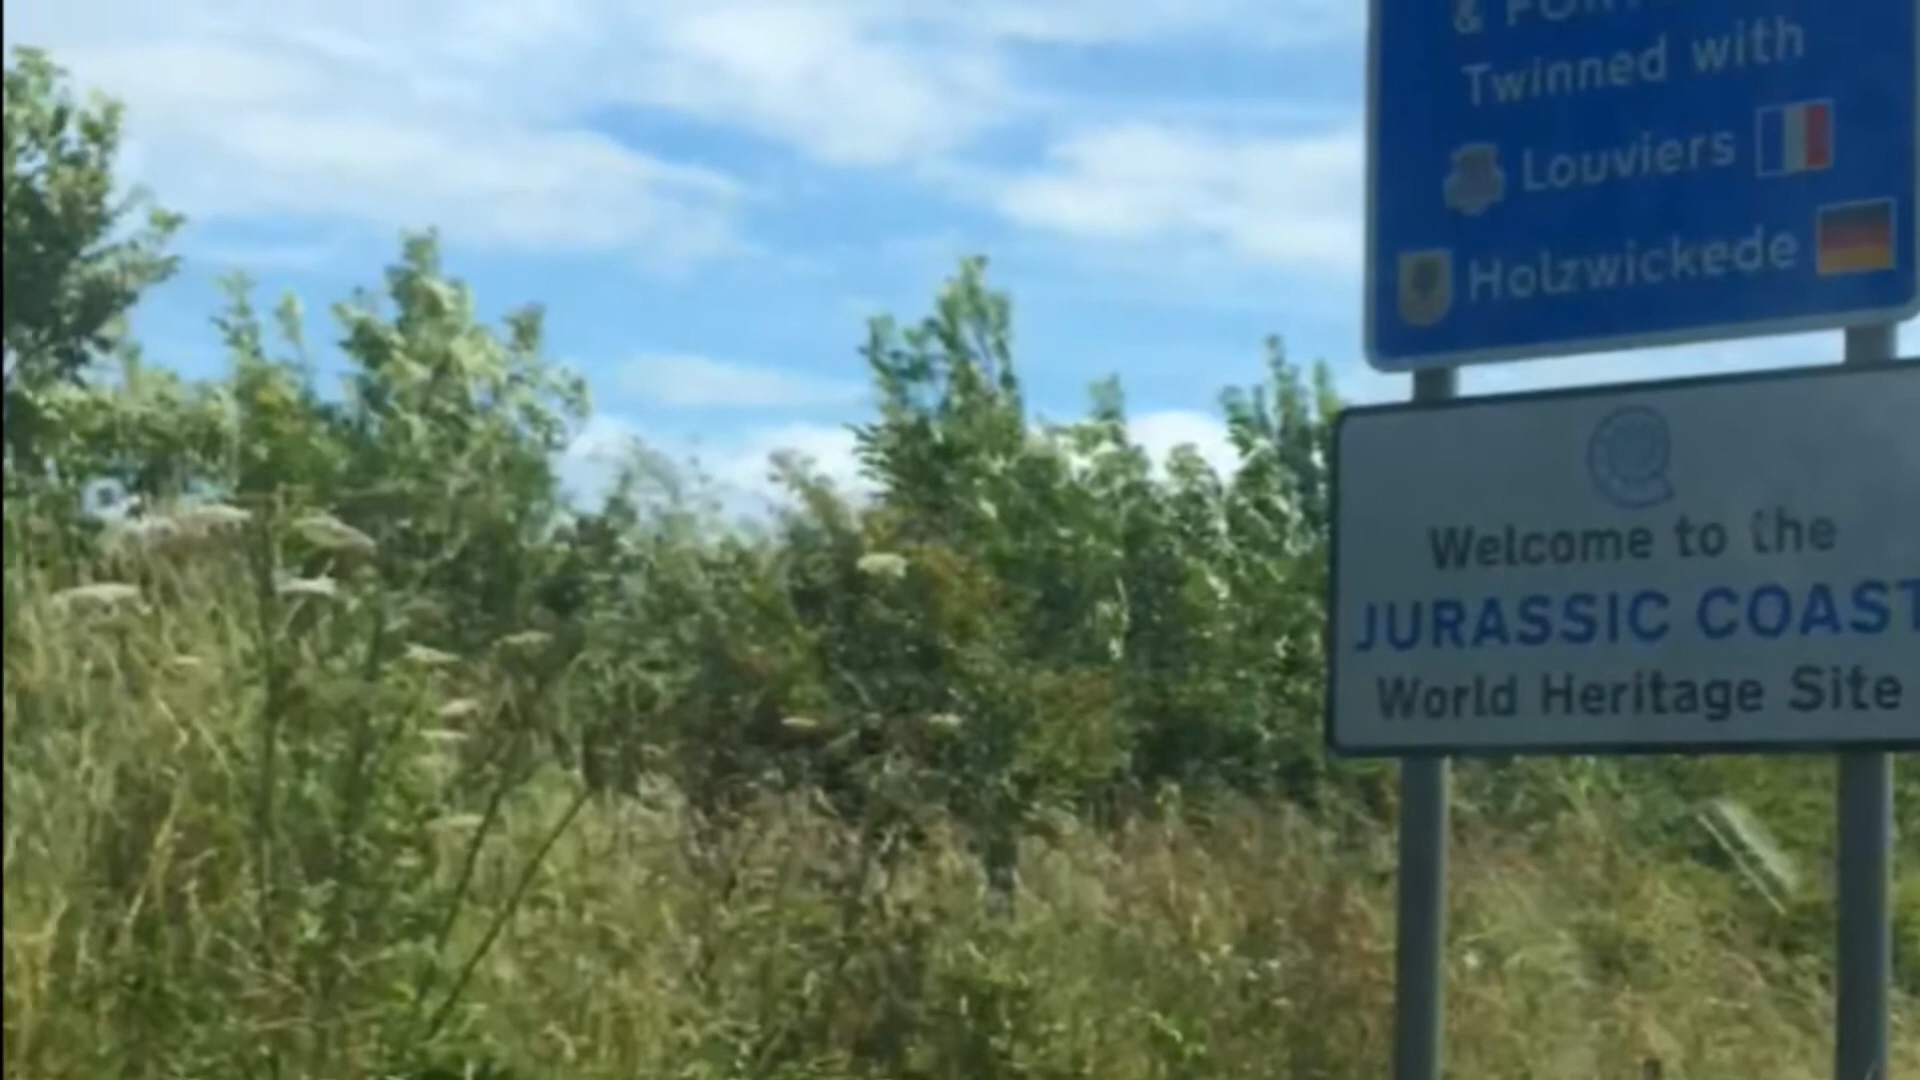 &
Twinned with
Louviers
Holzwickede
Welcome to the
JURASSIC COAST
World Heritage Site